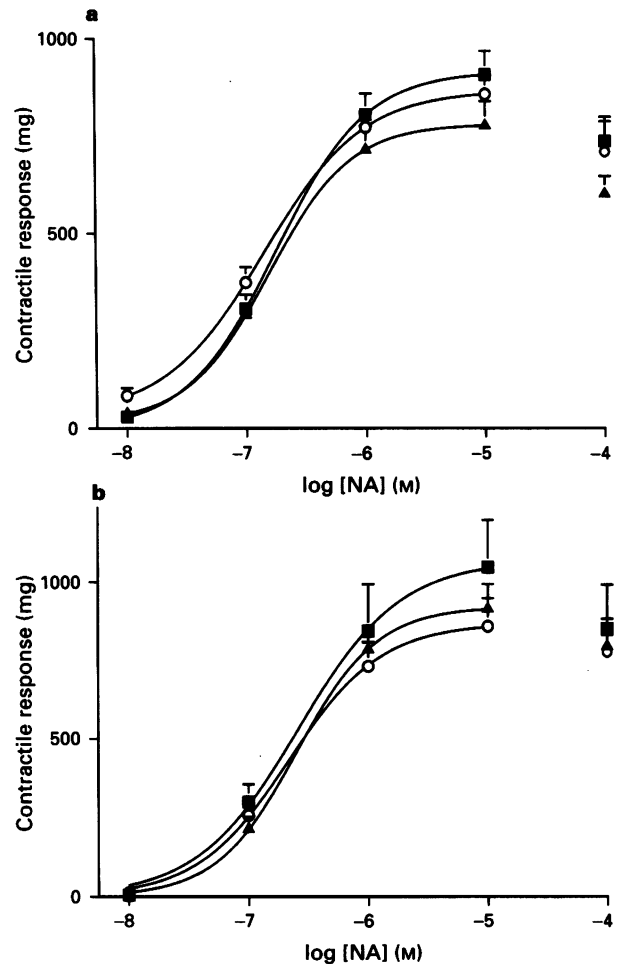 a
1000
500
0
Contractile response (mg)
−8 −7 −6 −5 −4
log [NA] (M)
b
1000
500
0
Contractile response (mg)
−8 −7 −6 −5 −4
log [NA] (M)